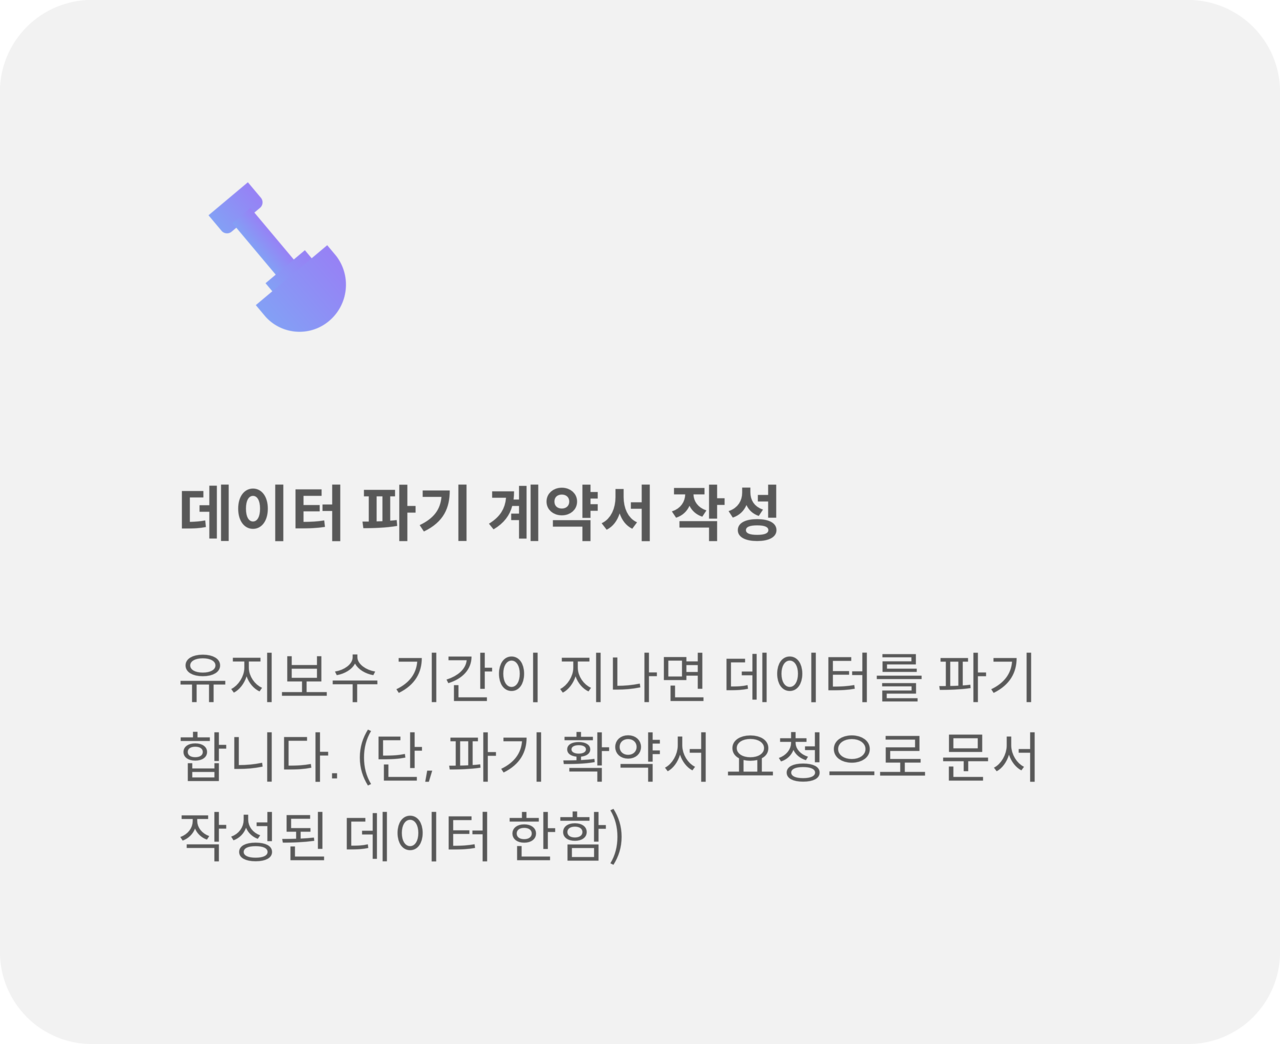 데이터 파기 계약서 작성
유지보수 기간이 지나면 데이터를 파기
합니다. (단, 파기 확약서 요청으로 문서
작성된 데이터 한함)